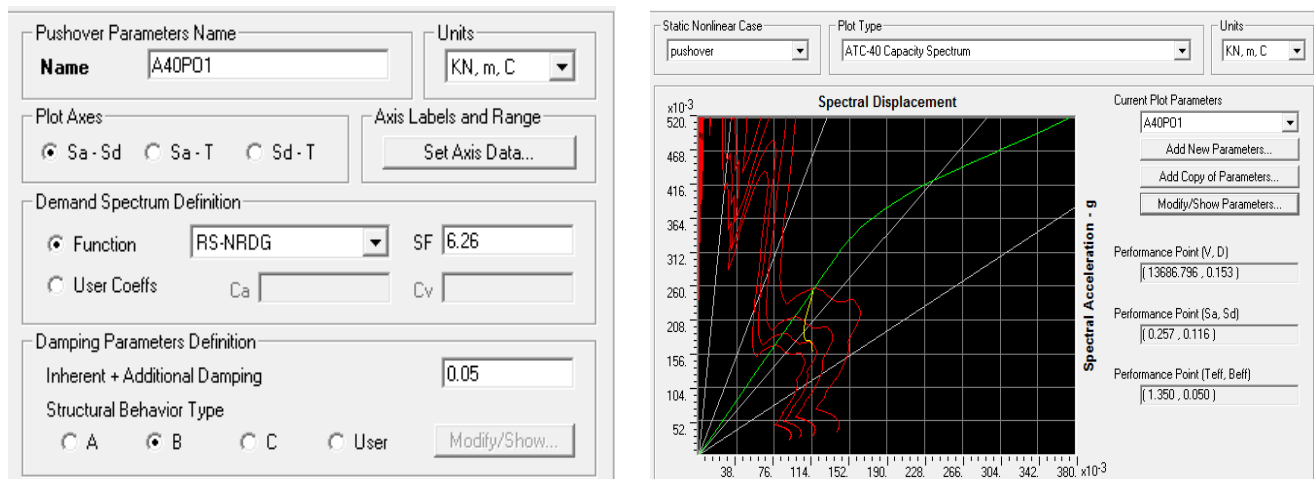 Pushover Parameters Name
Name A40PO1
Units
KN, m, C
Plot Axes
Sa - Sd Sa - T Sd - T
Axis Labels and Range
Set Axis Data...
Demand Spectrum Definition
Function RS-NRDG SF 6.26
User Coeffs Ca Cv
Damping Parameters Definition
Inherent + Additional Damping 0.05
Structural Behavior Type
A B C User Modify/Show...
Static Nonlinear Case
pushover
Plot Type
ATC-40 Capacity Spectrum
Units
KN, m, C
x10-3
Spectral Displacement
520.
468.
416.
364.
312.
260.
208.
156.
104.
52.
38. 76. 114. 152. 190. 228. 266. 304. 342. 380. x10-3
Spectral Acceleration - g
Current Plot Parameters
A40PO1
Add New Parameters...
Add Copy of Parameters...
Modify/Show Parameters...
Performance Point (V, D)
( 13686.796 , 0.153 )
Performance Point (Sa, Sd)
( 0.257 , 0.116 )
Performance Point (Teff, Beff)
( 1.350 , 0.050 )